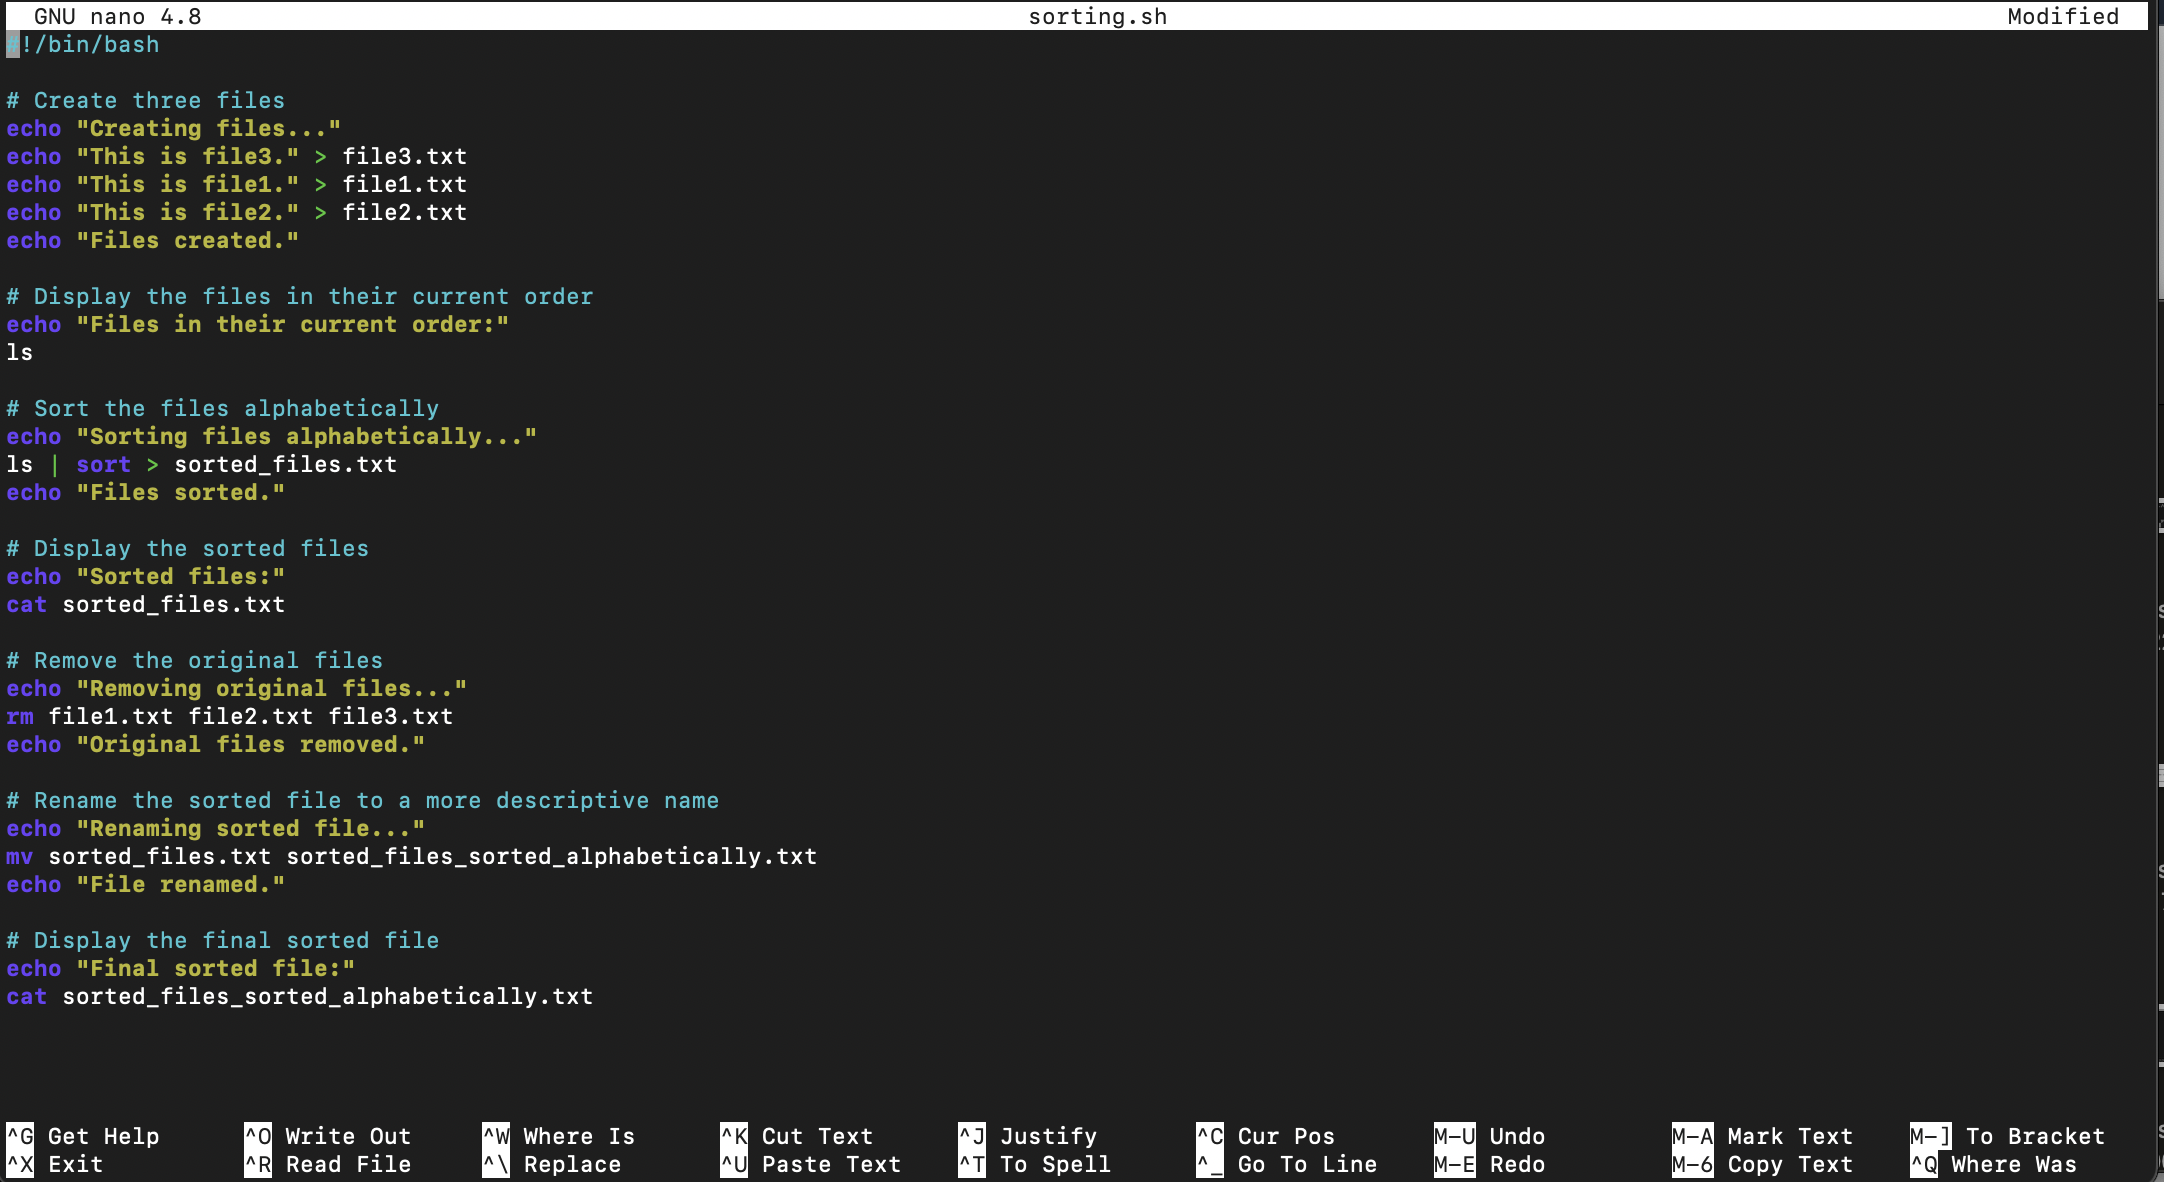 GNU nano 4.8 sorting.sh Modified
#!/bin/bash
# Create three files
echo "Creating files..."
echo "This is file3." > file3.txt
echo "This is file1." > file1.txt
echo "This is file2." > file2.txt
echo "Files created."
# Display the files in their current order
echo "Files in their current order:"
ls
# Sort the files alphabetically
echo "Sorting files alphabetically..."
ls | sort > sorted_files.txt
echo "Files sorted."
# Display the sorted files
echo "Sorted files:"
cat sorted_files.txt
# Remove the original files
echo "Removing original files..."
rm file1.txt file2.txt file3.txt
echo "Original files removed."
# Rename the sorted file to a more descriptive name
echo "Renaming sorted file..."
mv sorted_files.txt sorted_files_sorted_alphabetically.txt
echo "File renamed."
# Display the final sorted file
echo "Final sorted file:"
cat sorted_files_sorted_alphabetically.txt
^G Get Help ^O Write Out ^W Where Is ^K Cut Text ^J Justify ^C Cur Pos M-U Undo M-A Mark Text M-] To Bracket
^X Exit ^R Read File ^\ Replace ^U Paste Text ^T To Spell ^_ Go To Line M-E Redo M-6 Copy Text ^Q Where Was